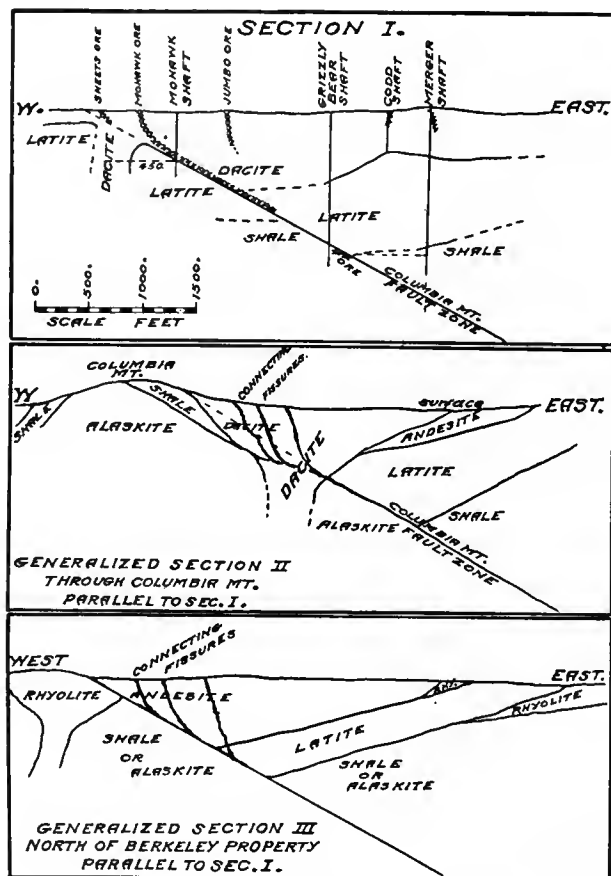 SECTION I.
SHEETS ORE
MOHAWK ORE
MOHAWK SHAFT
JUMBO ORE
GRIZZLY BEAR SHAFT
CODD SHAFT
MERGER SHAFT
W.
EAST.
LATITE
DACITE
450.
LATITE
DACITE
LATITE
SHALE
SHALE
ORE
COLUMBIA MT.
FAULT ZONE
0.
500.
1000.
1500.
SCALE FEET
COLUMBIA
MT.
CONNECTING
FISSURES.
W
EAST.
SURFACE
SHALE
SHALE
ANDESITE
ALASKITE
DACITE
DACITE
LATITE
SHALE
ALASKITE
COLUMBIA MT.
FAULT ZONE
GENERALIZED SECTION II
THROUGH COLUMBIA MT.
PARALLEL TO SEC. I.
CONNECTING
FISSURES
WEST
EAST.
RHYOLITE
ANDESITE
RHYOLITE
LATITE
SHALE
OR
ALASKITE
SHALE
OR
ALASKITE
GENERALIZED SECTION III
NORTH OF BERKELEY PROPERTY
PARALLEL TO SEC. I.